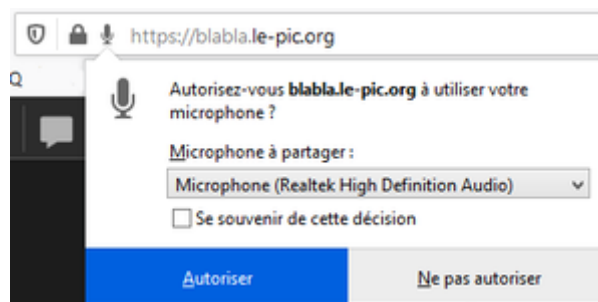 https://blabla.le-pic.org
Q
Autorisez-vous blabla.le-pic.org à utiliser votre
microphone ?
Microphone à partager :
Microphone (Realtek High Definition Audio)
Se souvenir de cette décision
Autoriser
Ne pas autoriser